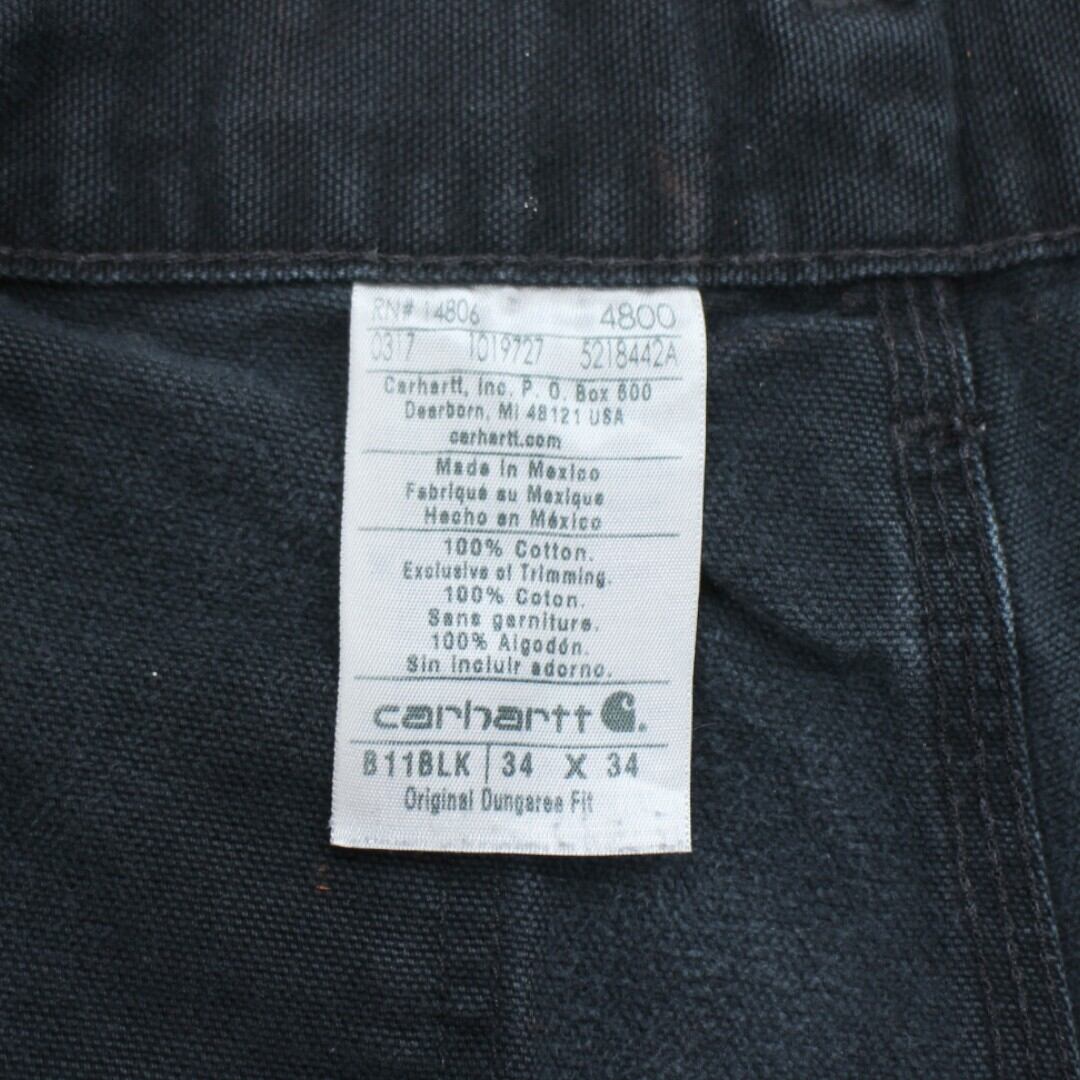 RN# 14806 4800
0317 1019727 5218442A
Carhartt, Inc. P. O. Box 600
Dearborn, MI 48121 USA
carhartt.com
Made in Mexico
Fabriqué au Mexique
Hecho en México
100% Cotton.
Exclusive of Trimming.
100% Coton.
Sans garniture.
100% Algodón.
Sin incluir adorno.
carhartt
B11BLK 34 X 34
Original Dungaree Fit